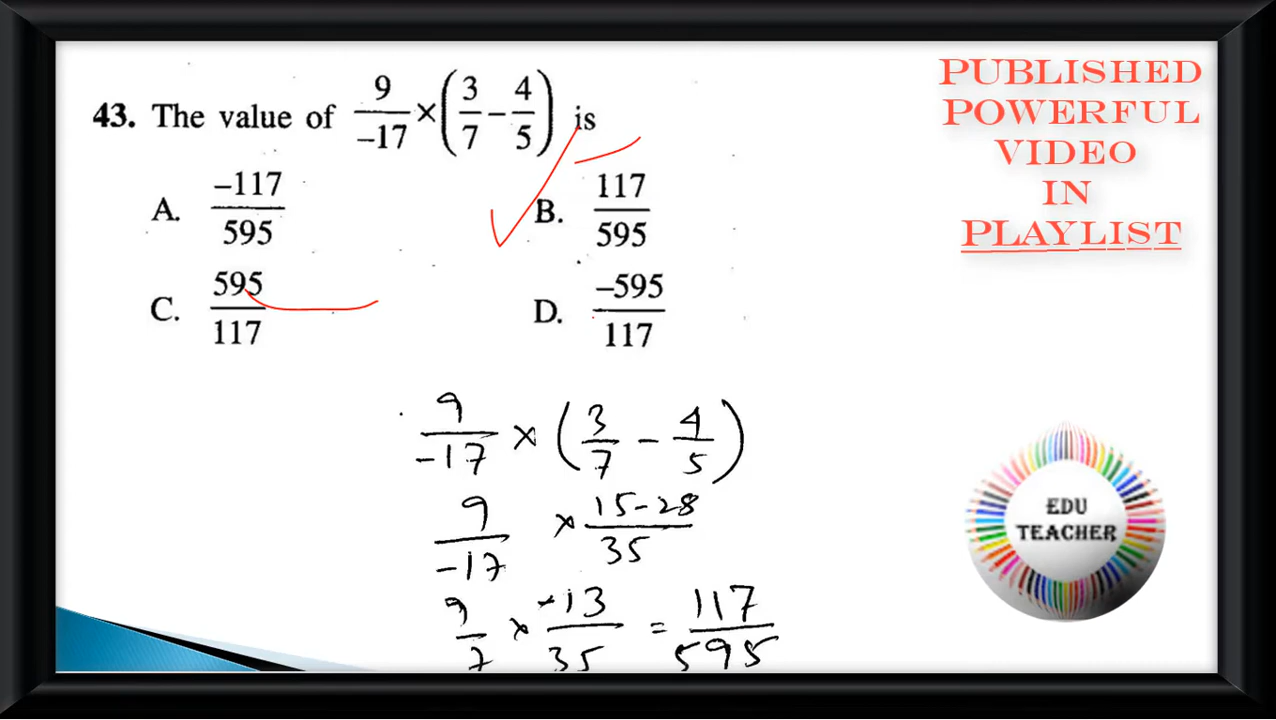 43. The value of 9/-17 × (3/7 − 4/5) is
A. −117/595
B. 117/595
C. 595/117
D. −595/117
9/-17 × (3/7 − 4/5)
9/-17 × 15-28/35
9/7 × -13/35 = 117/595
PUBLISHED
POWERFUL
VIDEO
IN
PLAYLIST
EDU
TEACHER